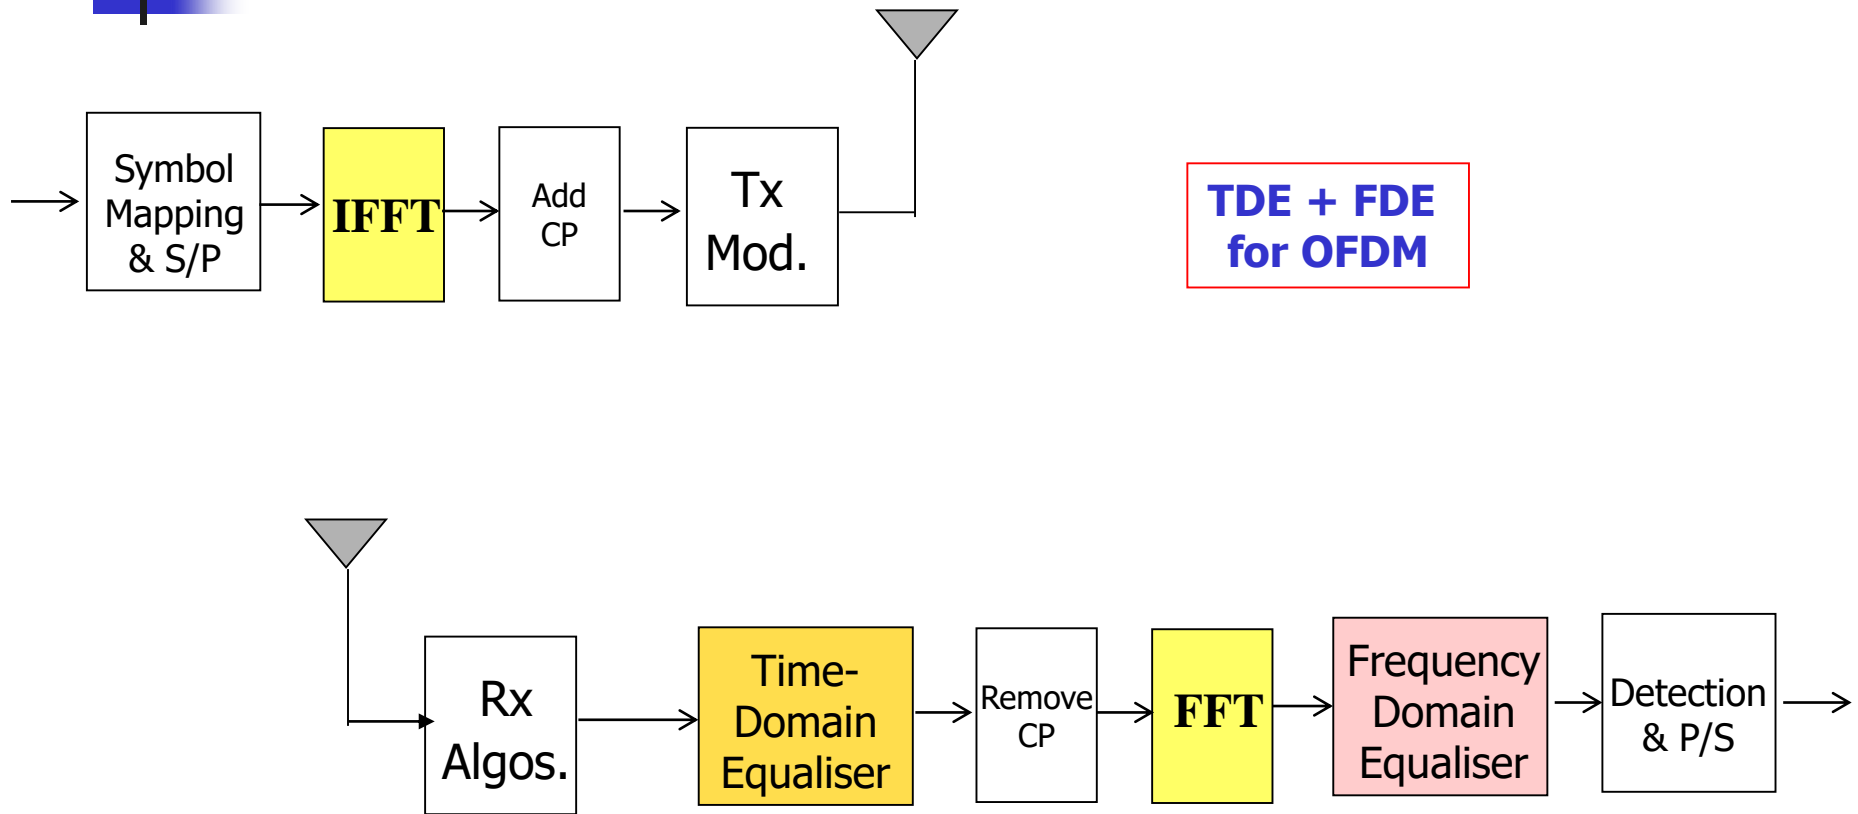 Symbol
Mapping
& S/P
IFFT
Add
CP
Tx
Mod.
TDE + FDE
for OFDM
Rx
Algos.
Time-
Domain
Equaliser
Remove
CP
FFT
Frequency
Domain
Equaliser
Detection
& P/S